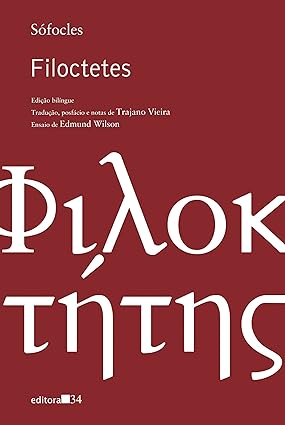 Sófocles
Filoctetes
Edição bilíngue
Tradução, posfácio e notas de Trajano Vieira
Ensaio de Edmund Wilson
Φιλοκ
τήτης
editora 34